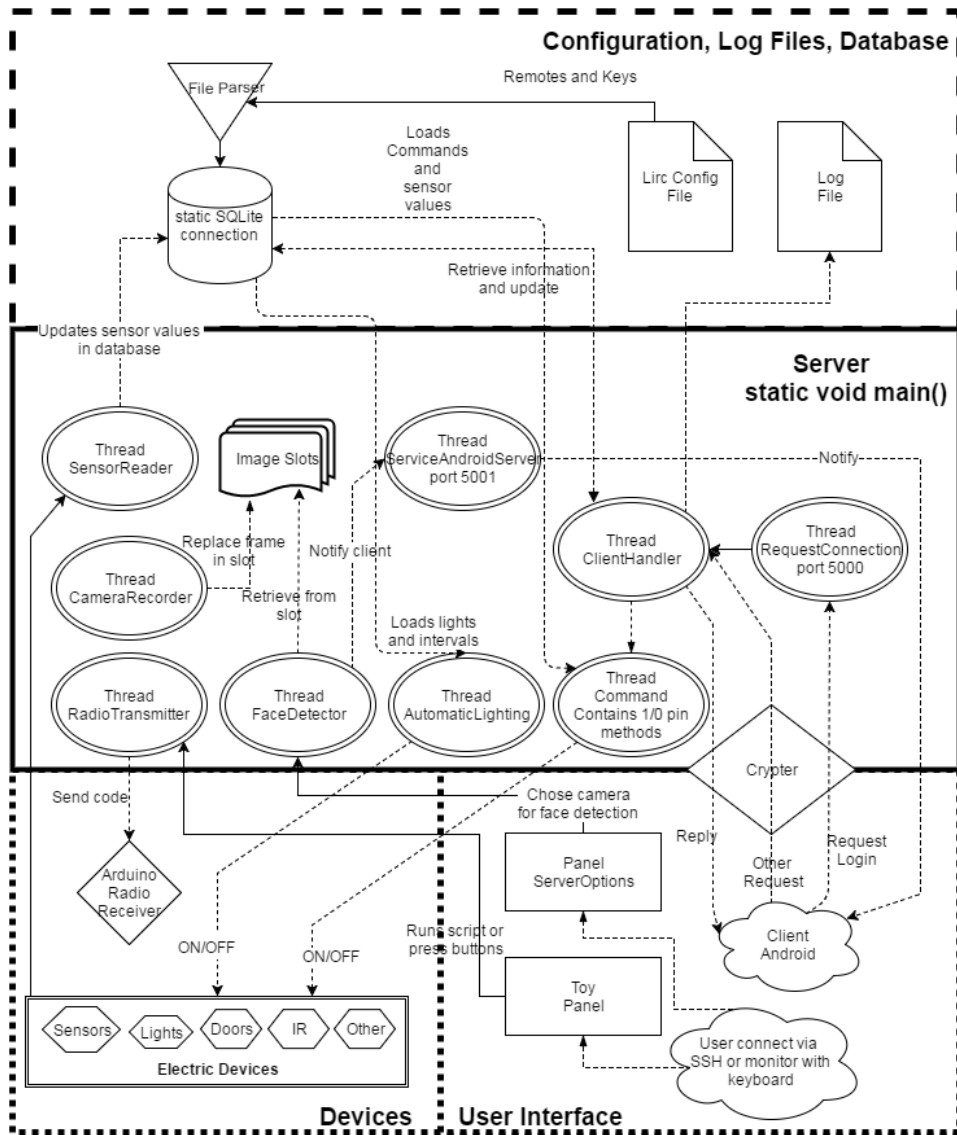 Configuration, Log Files, Database
File Parser
Remotes and Keys
Loads
Commands
and
sensor
values
Lirc Config
File
Log
File
static SQLite
connection
Retrieve information
and update
Updates sensor values
in database
Server
static void main()
Thread
SensorReader
Image Slots
Thread
ServiceAndroidServer
port 5001
Notify
Replace frame
in slot
Notify client
Thread
ClientHandler
Thread
RequestConnection
port 5000
Thread
CameraRecorder
Retrieve from
slot
Loads lights
and intervals
Thread
RadioTransmitter
Thread
FaceDetector
Thread
AutomaticLighting
Thread
Command
Contains 1/0 pin
methods
Crypter
Send code
Chose camera
for face detection
Reply
Other
Request
Request
Login
Arduino
Radio
Receiver
Panel
ServerOptions
Client
Android
Runs script or
press buttons
ON/OFF
ON/OFF
Toy
Panel
Sensors
Lights
Doors
IR
Other
Electric Devices
User connect via
SSH or monitor with
keyboard
Devices
User Interface